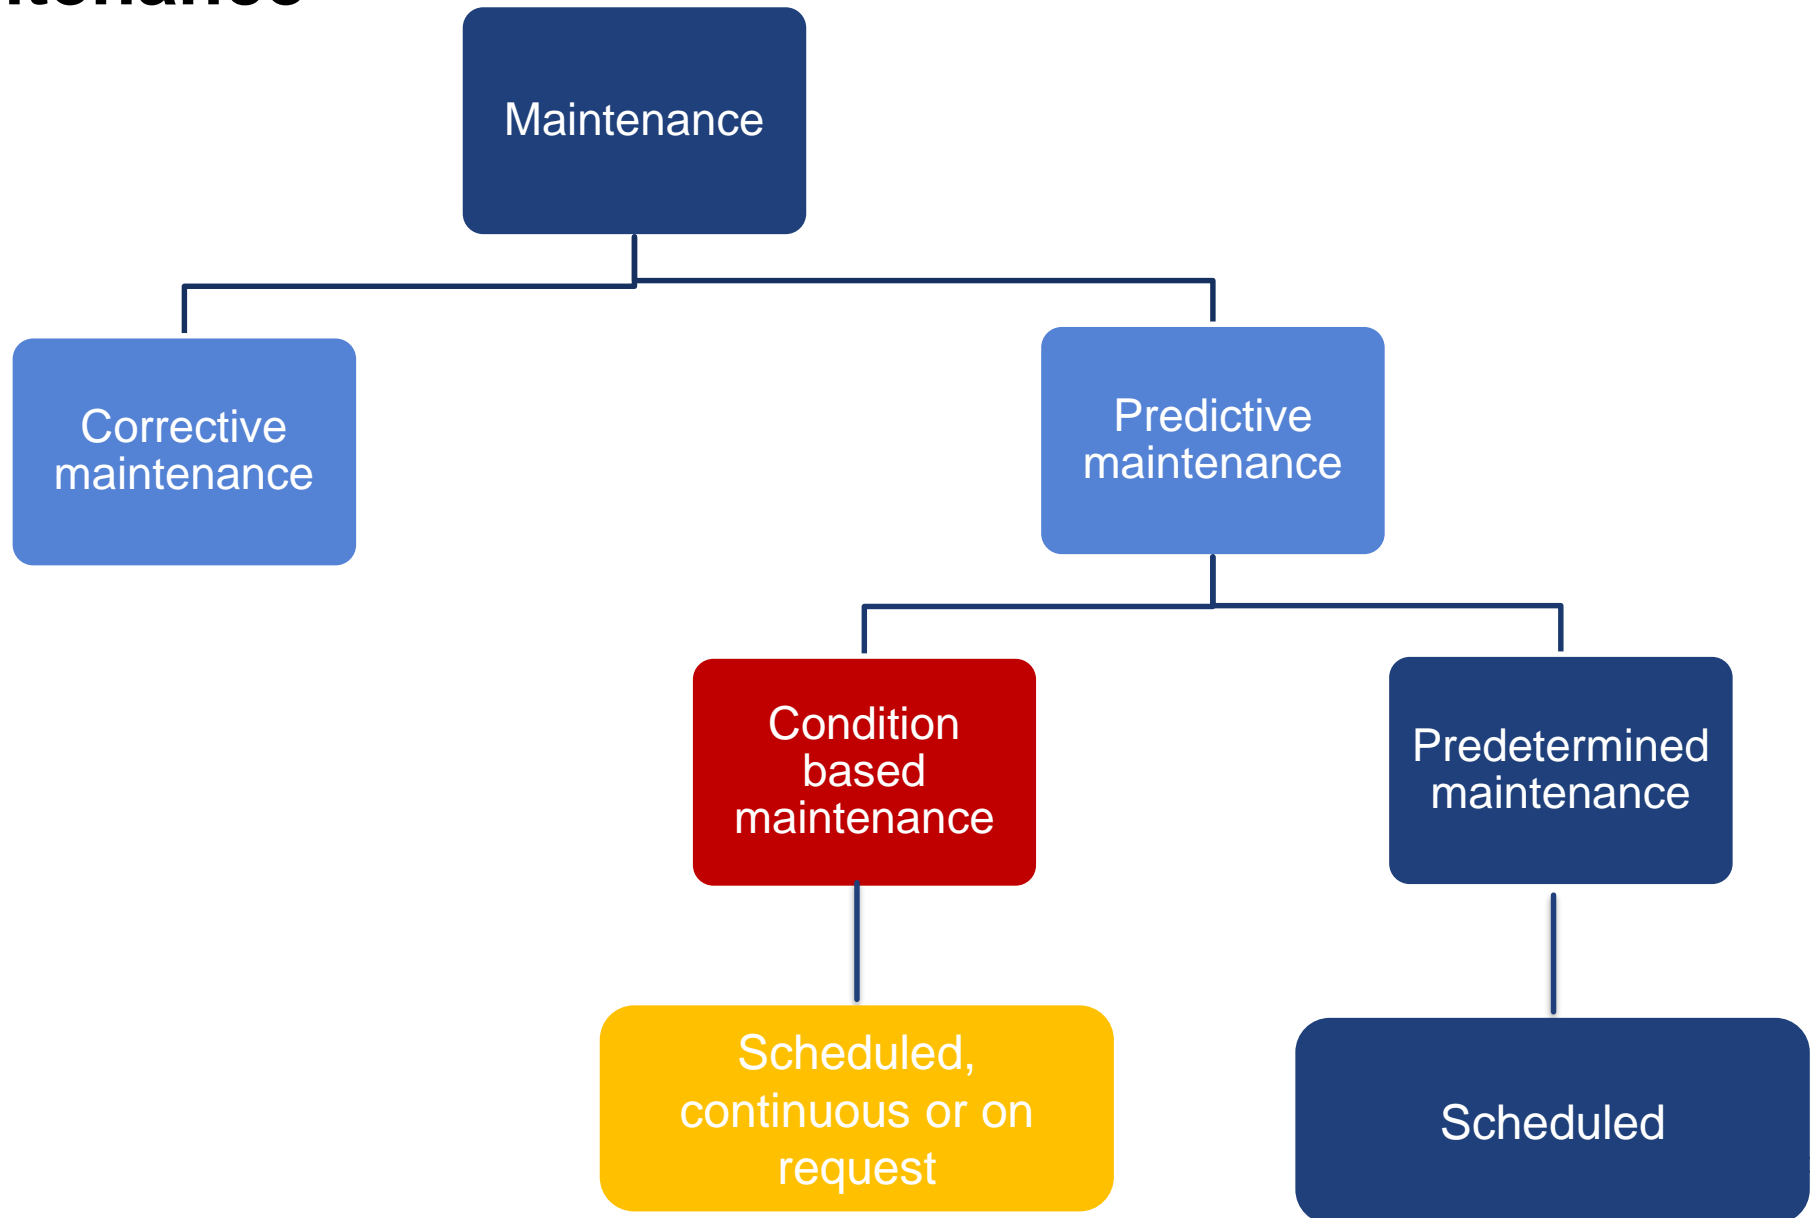 Maintenance
Corrective
maintenance
Predictive
maintenance
Condition
based
maintenance
Predetermined
maintenance
Scheduled,
continuous or on
request
Scheduled